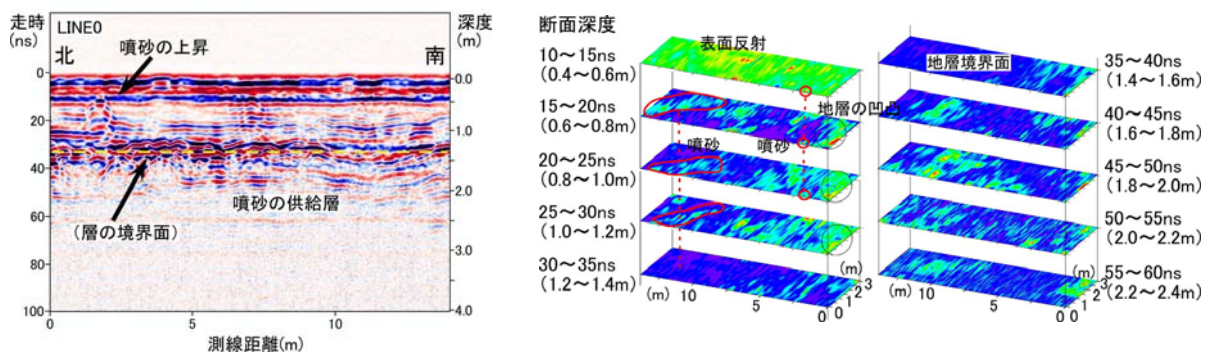 走時
(ns)
LINE0
深度
(m)
北
噴砂の上昇
南
0
20
40
60
80
100
0.0
0.5
1.0
1.5
2.0
2.5
3.0
4.0
噴砂の供給層
(層の境界面)
0
5
10
測線距離(m)
断面深度
10～15ns
(0.4～0.6m)
15～20ns
(0.6～0.8m)
20～25ns
(0.8～1.0m)
25～30ns
(1.0～1.2m)
30～35ns
(1.2～1.4m)
表面反射
地層の凹凸
噴砂
噴砂
(m)
10
5
0
0
1
2
3
(m)
地層境界面
35～40ns
(1.4～1.6m)
40～45ns
(1.6～1.8m)
45～50ns
(1.8～2.0m)
50～55ns
(2.0～2.2m)
55～60ns
(2.2～2.4m)
(m)
10
5
0
0
1
2
3
(m)